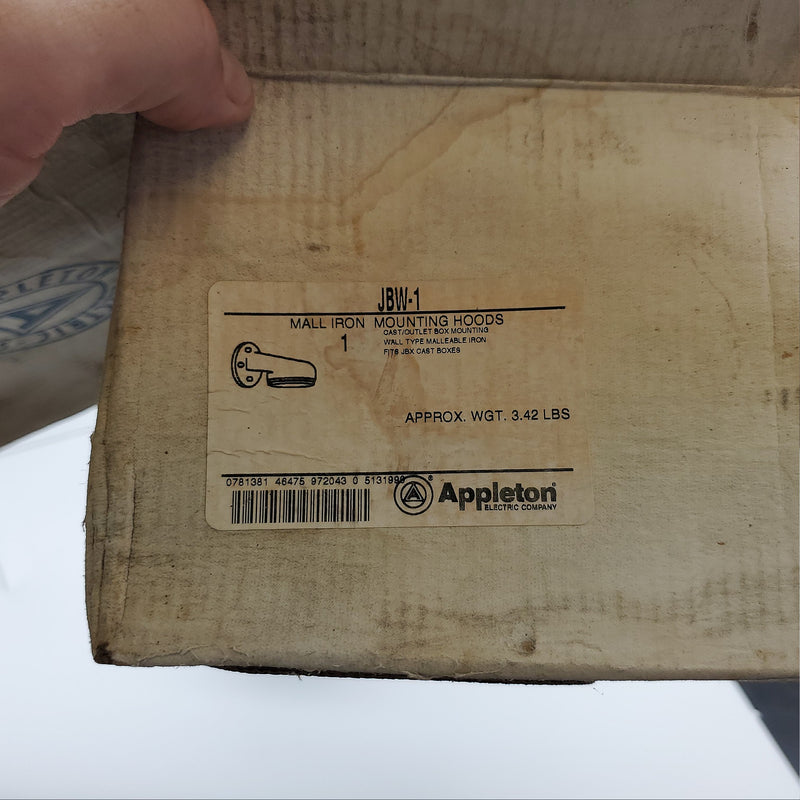 JBW-1
MALL IRON MOUNTING HOODS
CAST/OUTLET BOX MOUNTING
1
WALL TYPE MALLEABLE IRON
FITS JBX CAST BOXES
APPROX. WGT. 3.42 LBS
0781381 46475 972043 0 5131998
A
®
Appleton®
ELECTRIC COMPANY